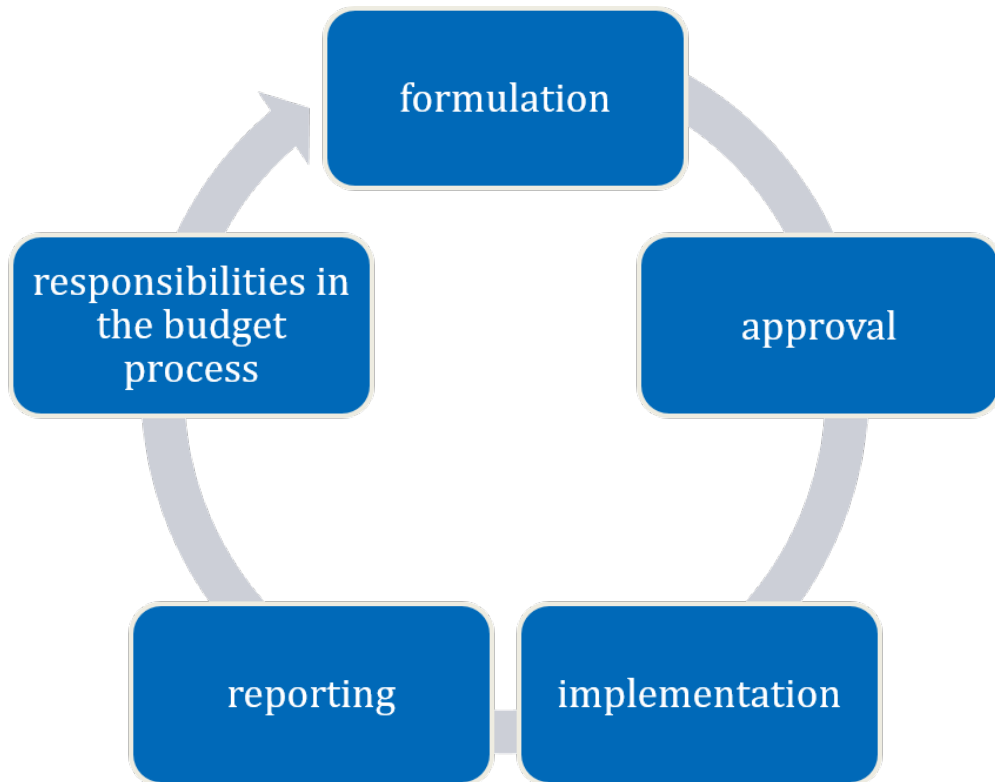 formulation
approval
implementation
reporting
responsibilities in
the budget
process